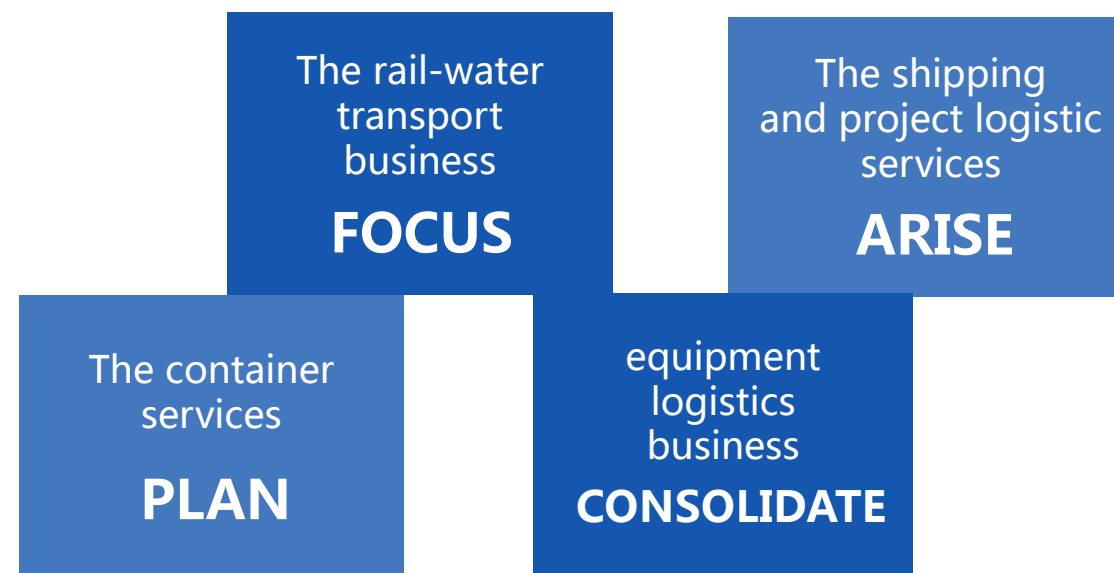 The rail-water
transport
business
FOCUS
The shipping
and project logistic
services
ARISE
The container
services
PLAN
equipment
logistics
business
CONSOLIDATE